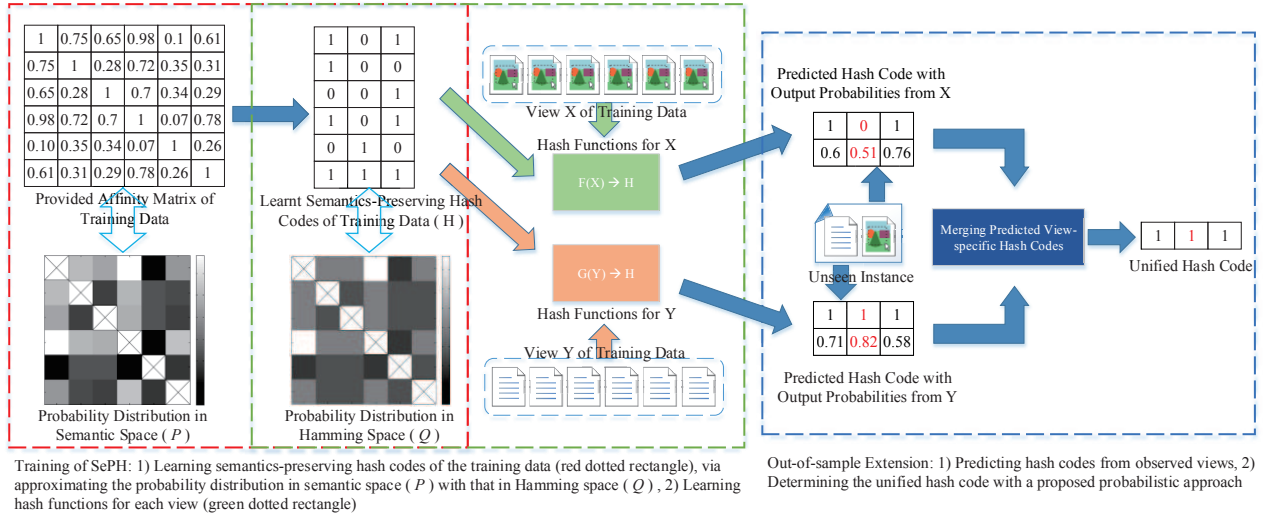 1 0.75 0.65 0.98 0.1 0.61
0.75 1 0.28 0.72 0.35 0.31
0.65 0.28 1 0.7 0.34 0.29
0.98 0.72 0.7 1 0.07 0.78
0.10 0.35 0.34 0.07 1 0.26
0.61 0.31 0.29 0.78 0.26 1
Provided Affinity Matrix of
Training Data
Probability Distribution in
Semantic Space ( P )
1 0 1
1 0 0
0 0 1
1 0 1
0 1 0
1 1 1
Learnt Semantics-Preserving Hash
Codes of Training Data ( H )
Probability Distribution in
Hamming Space ( Q )
View X of Training Data
Hash Functions for X
F(X) → H
G(Y) → H
Hash Functions for Y
View Y of Training Data
Predicted Hash Code with
Output Probabilities from X
1 0 1
0.6 0.51 0.76
Unseen Instance
1 1 1
0.71 0.82 0.58
Predicted Hash Code with
Output Probabilities from Y
Merging Predicted View-
specific Hash Codes
1 1 1
Unified Hash Code
Training of SePH: 1) Learning semantics-preserving hash codes of the training data (red dotted rectangle), via
approximating the probability distribution in semantic space ( P ) with that in Hamming space ( Q ) , 2) Learning
hash functions for each view (green dotted rectangle)
Out-of-sample Extension: 1) Predicting hash codes from observed views, 2)
Determining the unified hash code with a proposed probabilistic approach